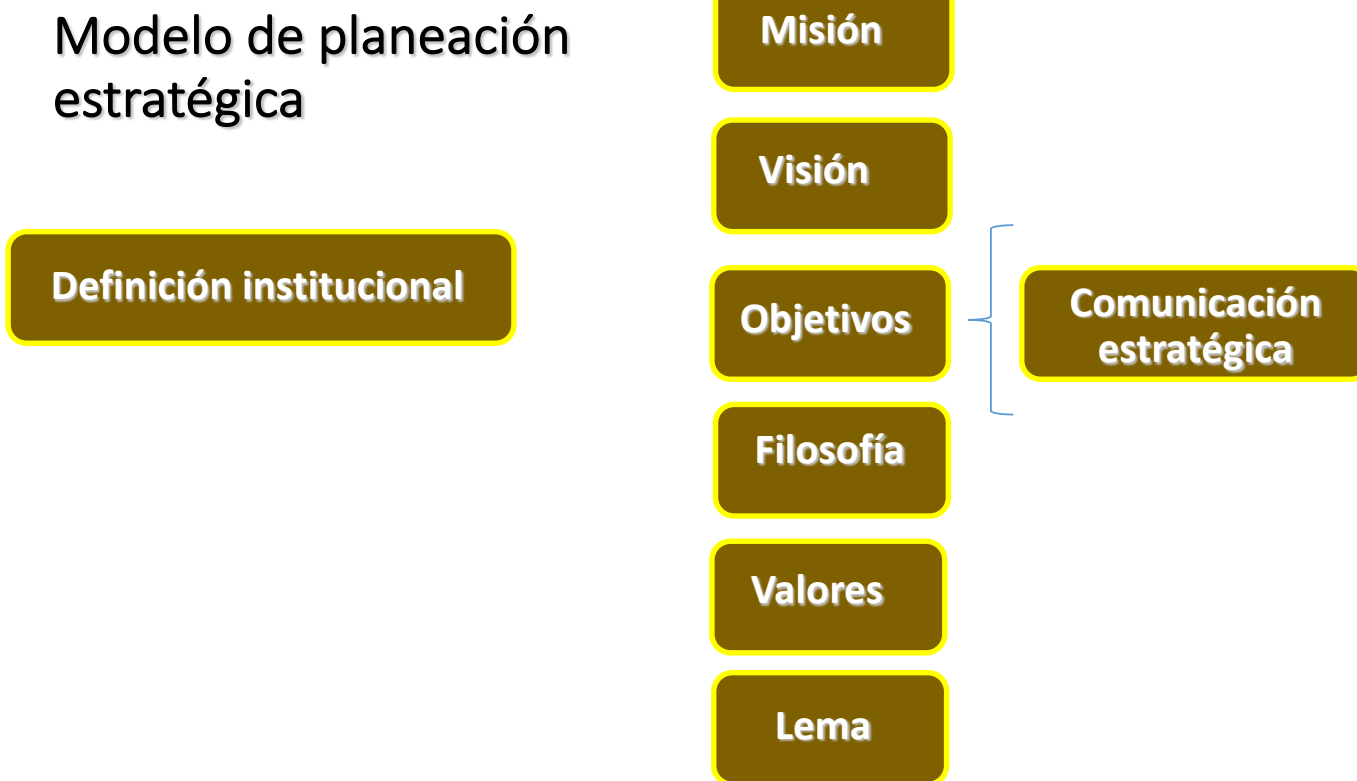 Modelo de planeación
estratégica
Definición institucional
Misión
Visión
Objetivos
Filosofía
Valores
Lema
Comunicación
estratégica